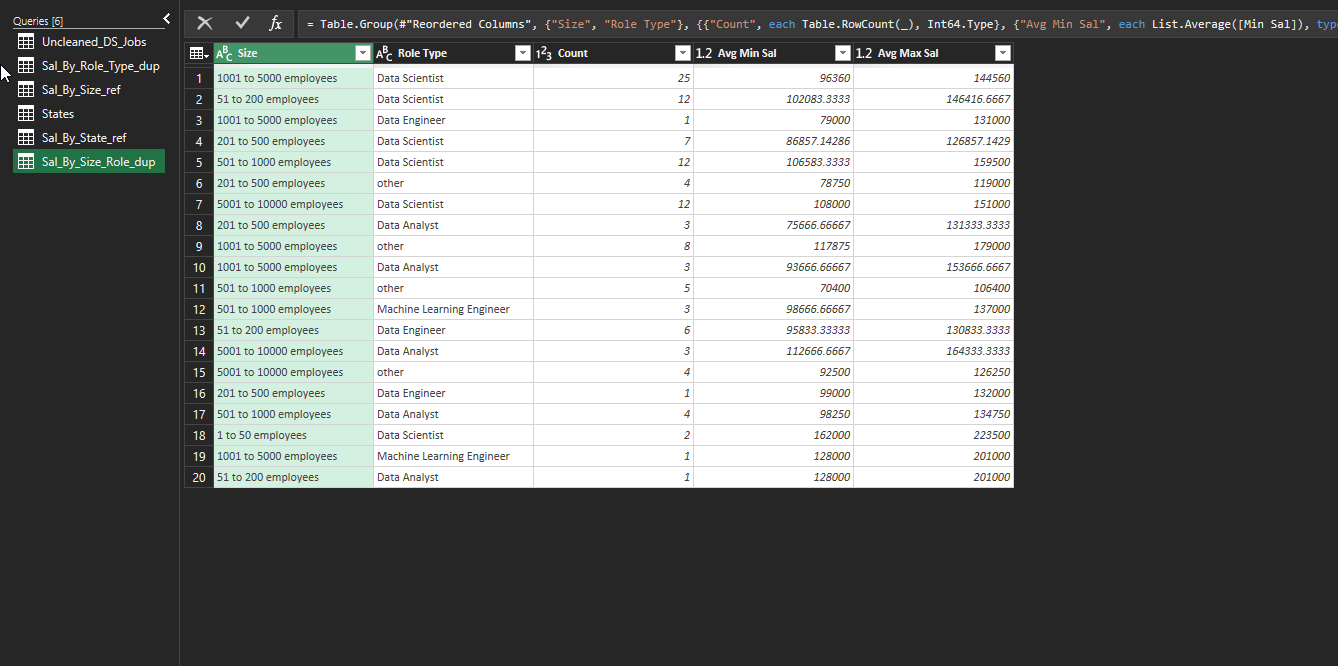 Queries [6]
Uncleaned_DS_Jobs
Sal_By_Role_Type_dup
Sal_By_Size_ref
States
Sal_By_State_ref
Sal_By_Size_Role_dup
fx = Table.Group(#"Reordered Columns", {"Size", "Role Type"}, {{"Count", each Table.RowCount(_), Int64.Type}, {"Avg Min Sal", each List.Average([Min Sal]), type
ABC Size ABC Role Type 123 Count 1.2 Avg Min Sal 1.2 Avg Max Sal
1 1001 to 5000 employees Data Scientist 25 96360 144560
2 51 to 200 employees Data Scientist 12 102083.3333 146416.6667
3 1001 to 5000 employees Data Engineer 1 79000 131000
4 201 to 500 employees Data Scientist 7 86857.14286 126857.1429
5 501 to 1000 employees Data Scientist 12 106583.3333 159500
6 201 to 500 employees other 4 78750 119000
7 5001 to 10000 employees Data Scientist 12 108000 151000
8 201 to 500 employees Data Analyst 3 75666.66667 131333.3333
9 1001 to 5000 employees other 8 117875 179000
10 1001 to 5000 employees Data Analyst 3 93666.66667 153666.6667
11 501 to 1000 employees other 5 70400 106400
12 501 to 1000 employees Machine Learning Engineer 3 98666.66667 137000
13 51 to 200 employees Data Engineer 6 95833.33333 130833.3333
14 5001 to 10000 employees Data Analyst 3 112666.6667 164333.3333
15 5001 to 10000 employees other 4 92500 126250
16 201 to 500 employees Data Engineer 1 99000 132000
17 501 to 1000 employees Data Analyst 4 98250 134750
18 1 to 50 employees Data Scientist 2 162000 223500
19 1001 to 5000 employees Machine Learning Engineer 1 128000 201000
20 51 to 200 employees Data Analyst 1 128000 201000